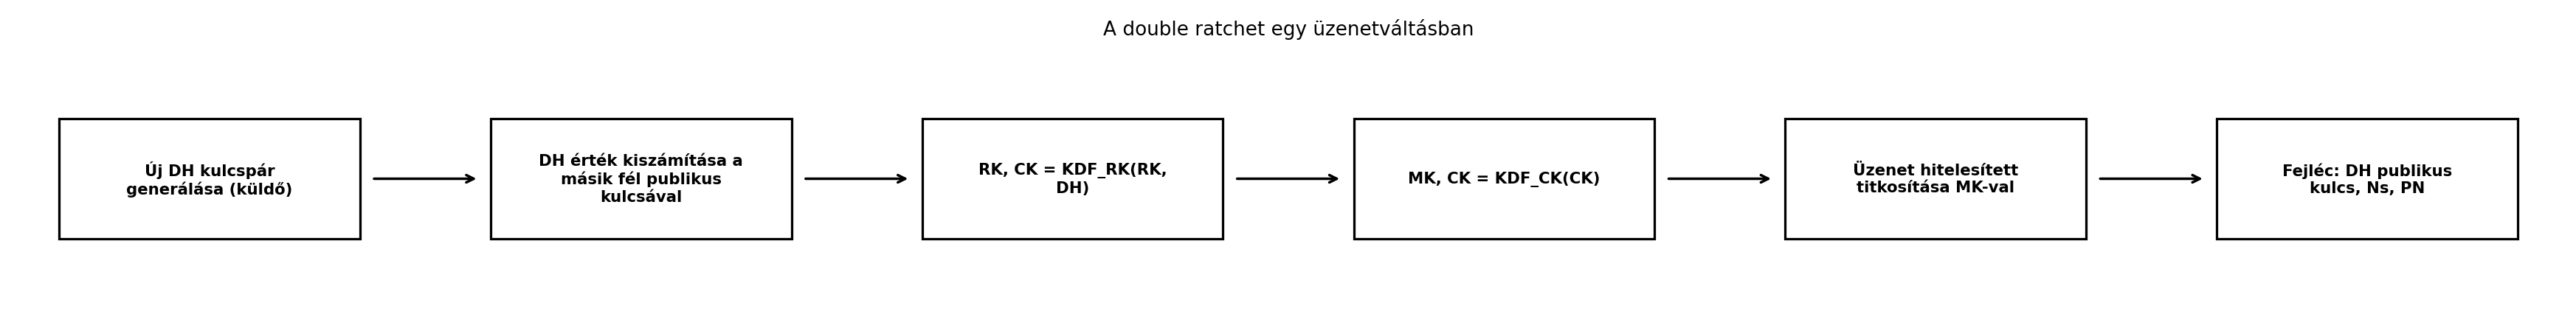 A double ratchet egy üzenetváltásban
Új DH kulcspár
generálása (küldő)
DH érték kiszámítása a
másik fél publikus
kulcsával
RK, CK = KDF_RK(RK,
DH)
MK, CK = KDF_CK(CK)
Üzenet hitelesített
titkosítása MK-val
Fejléc: DH publikus
kulcs, Ns, PN